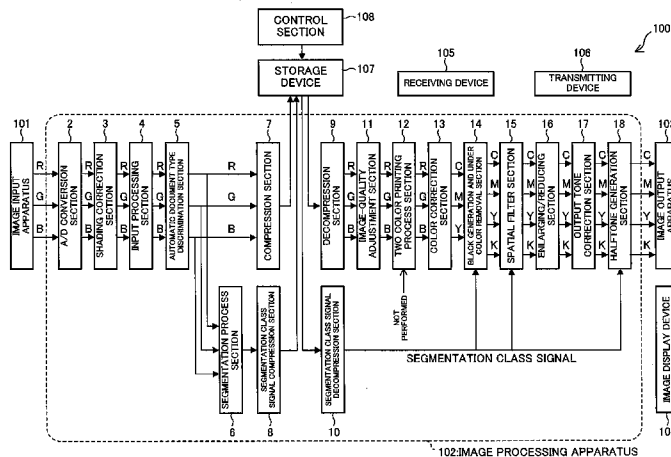 108
CONTROL
SECTION
100
107
STORAGE
DEVICE
105
RECEIVING DEVICE
106
TRANSMITTING
DEVICE
101
2
3
4
5
7
9
11
12
13
14
15
16
17
18
IMAGE INPUT
APPARATUS
R
G
B
A/D CONVERSION
SECTION
R
G
B
SHADING CORRECTION
SECTION
R
G
B
INPUT PROCESSING
SECTION
R
G
B
AUTOMATIC DOCUMENT TYPE
DISCRIMINATION SECTION
R
G
B
COMPRESSION SECTION
DECOMPRESSION
SECTION
R
G
B
IMAGE QUALITY
ADJUSTMENT SECTION
R
G
B
TWO COLOR PRINTING
PROCESS SECTION
R
G
B
COLOR CORRECTION
SECTION
C
M
Y
BLACK GENERATION AND UNDER
COLOR REMOVAL SECTION
C
M
Y
K
SPATIAL FILTER SECTION
C
M
Y
K
ENLARGING/REDUCING
SECTION
C
M
Y
K
OUTPUT TONE
CORRECION SECTION
C
M
Y
K
HALFTONE GENERATION
SECTION
C
M
Y
K
IMAGE OUTPUT
APPARATUS
NOT
PERFORMED
SEGMENTATION PROCESS
SECTION
6
SEGMENTATION CLASS
SIGNAL COMPRESSION SECTION
8
SEGMENTATION CLASS SIGNAL
DECOMPRESSION SECTION
10
SEGMENTATION CLASS SIGNAL
IMAGE DISPLAY DEVICE
102:IMAGE PROCESSING APPARATUS